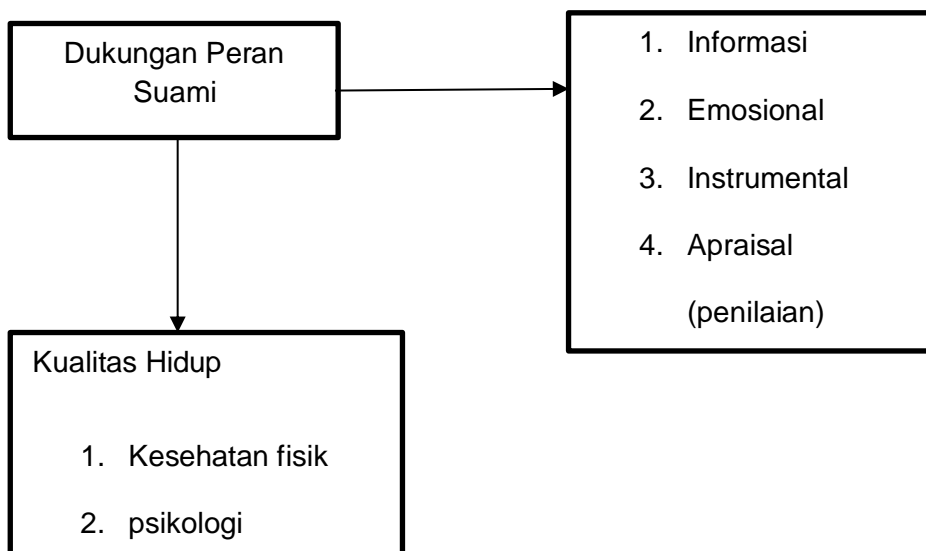 Dukungan Peran
Suami
1. Informasi
2. Emosional
3. Instrumental
4. Apraisal
(penilaian)
Kualitas Hidup
1. Kesehatan fisik
2. psikologi